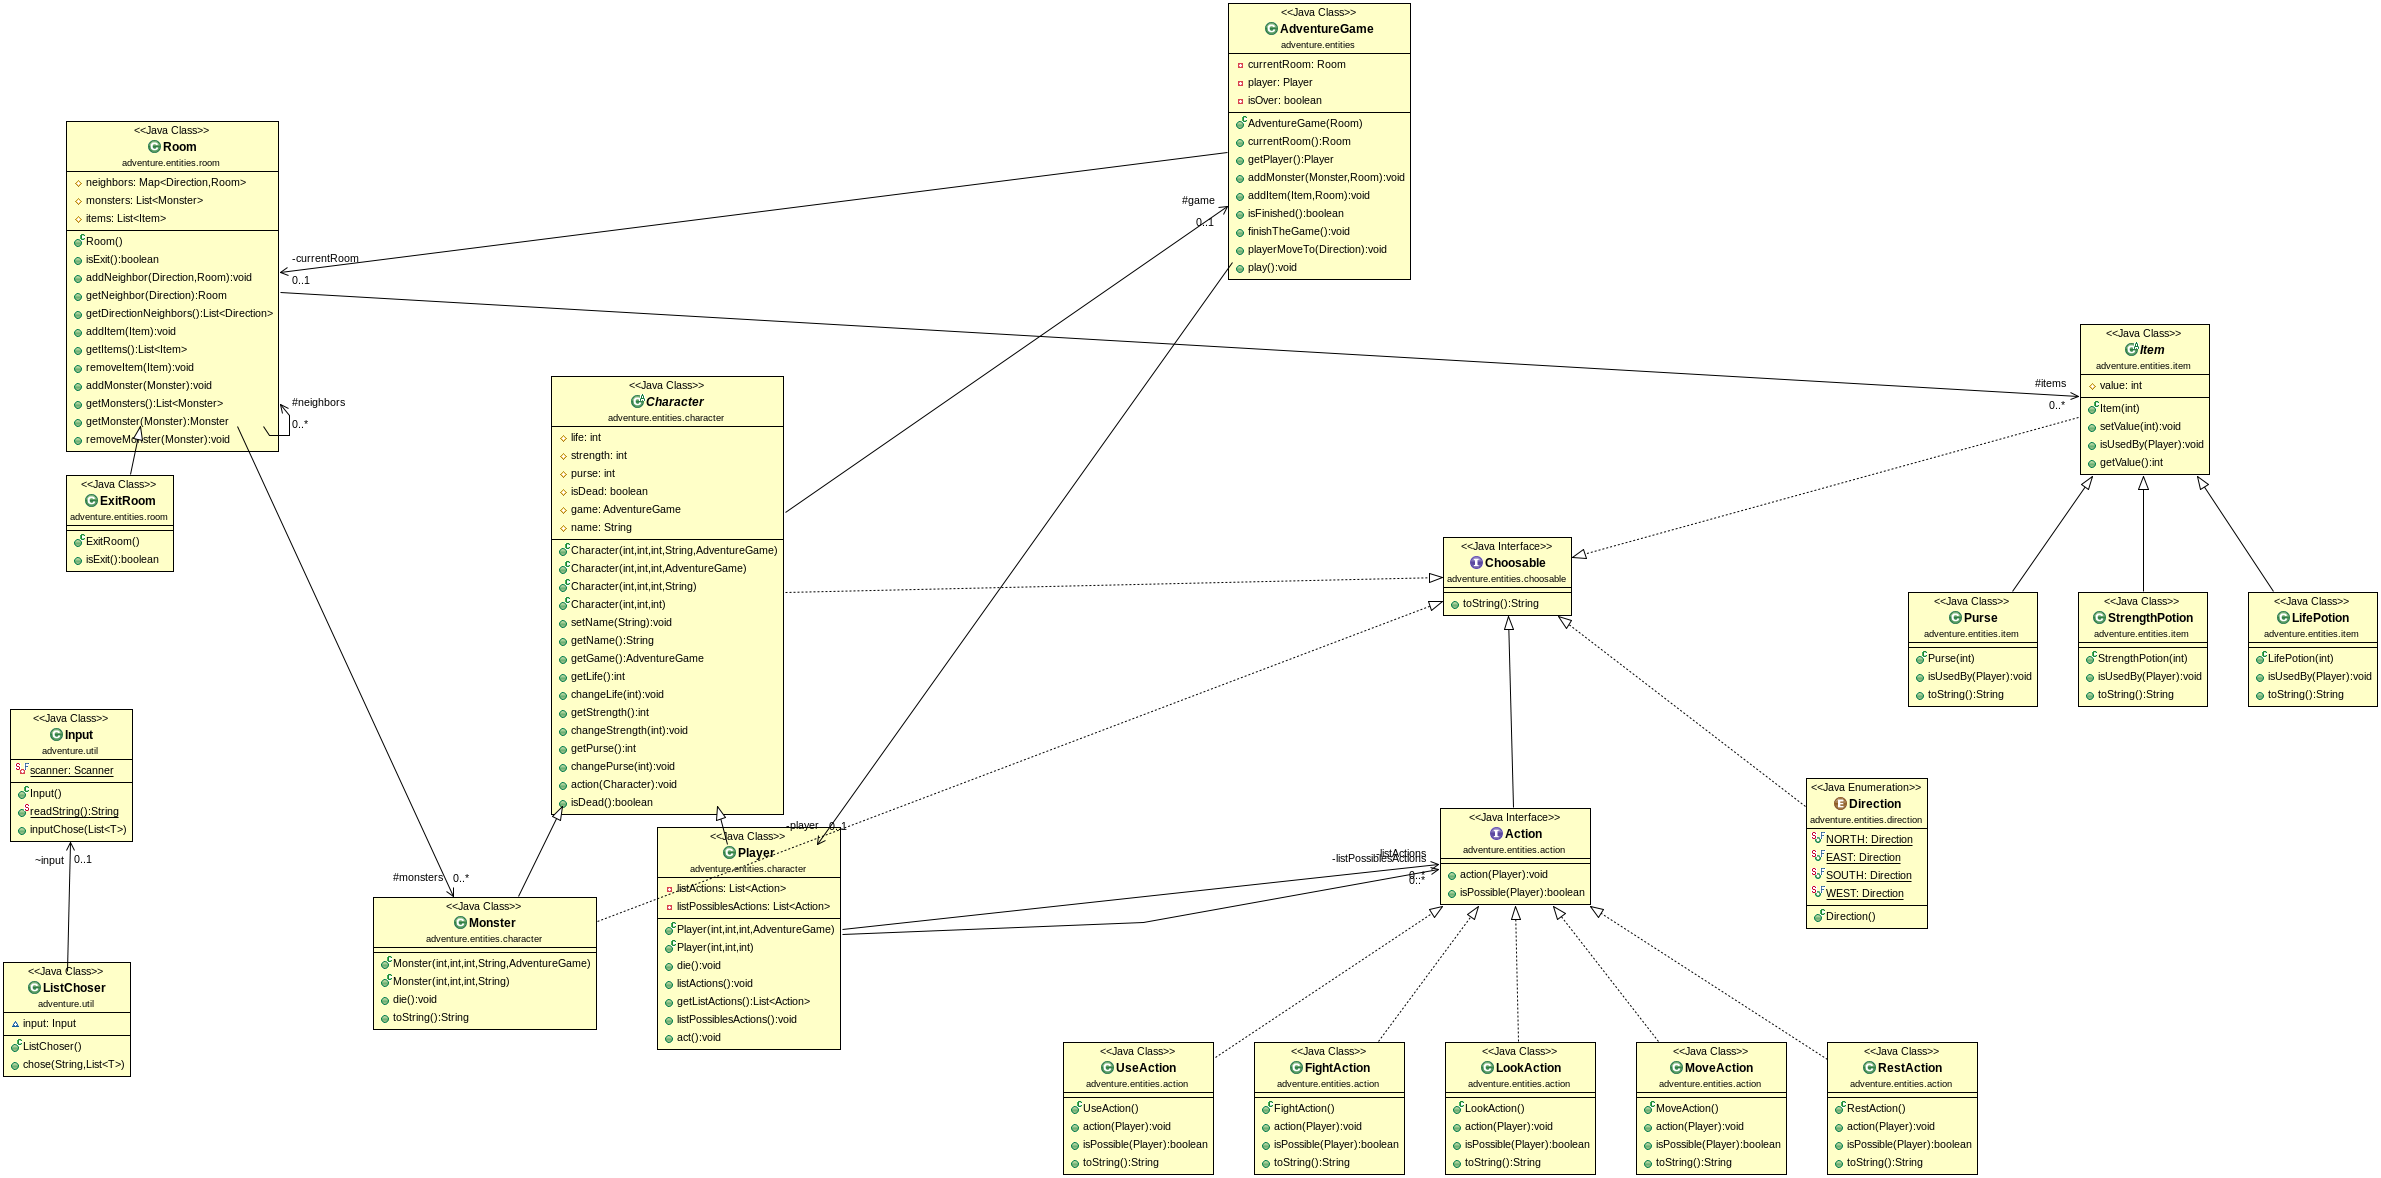 <<Java Class>>
AdventureGame
adventure.entities
currentRoom: Room
player: Player
isOver: boolean
AdventureGame(Room)
currentRoom():Room
getPlayer():Player
addMonster(Monster,Room):void
addItem(Item,Room):void
isFinished():boolean
finishTheGame():void
playerMoveTo(Direction):void
play():void
<<Java Class>>
Room
adventure.entities.room
neighbors: Map<Direction,Room>
monsters: List<Monster>
items: List<Item>
Room()
isExit():boolean
addNeighbor(Direction,Room):void
getNeighbor(Direction):Room
getDirectionNeighbors():List<Direction>
addItem(Item):void
getItems():List<Item>
removeItem(Item):void
addMonster(Monster):void
getMonsters():List<Monster>
getMonster(Monster):Monster
removeMonster(Monster):void
-currentRoom
0..1
#neighbors
0..*
#game
0..1
#items
0..*
<<Java Class>>
ExitRoom
adventure.entities.room
ExitRoom()
isExit():boolean
<<Java Class>>
Character
adventure.entities.character
life: int
strength: int
purse: int
isDead: boolean
game: AdventureGame
name: String
Character(int,int,int,String,AdventureGame)
Character(int,int,int,AdventureGame)
Character(int,int,int,String)
Character(int,int,int)
setName(String):void
getName():String
getGame():AdventureGame
getLife():int
changeLife(int):void
getStrength():int
changeStrength(int):void
getPurse():int
changePurse(int):void
action(Character):void
isDead():boolean
<<Java Class>>
Item
adventure.entities.item
value: int
Item(int)
setValue(int):void
isUsedBy(Player):void
getValue():int
<<Java Interface>>
Choosable
adventure.entities.choosable
toString():String
<<Java Class>>
Purse
adventure.entities.item
Purse(int)
isUsedBy(Player):void
toString():String
<<Java Class>>
StrengthPotion
adventure.entities.item
StrengthPotion(int)
isUsedBy(Player):void
toString():String
<<Java Class>>
LifePotion
adventure.entities.item
LifePotion(int)
isUsedBy(Player):void
toString():String
<<Java Class>>
Input
adventure.util
scanner: Scanner
Input()
readString():String
inputChose(List<T>)
~input
0..1
<<Java Class>>
ListChoser
adventure.util
input: Input
ListChoser()
chose(String,List<T>)
#monsters
0..*
<<Java Class>>
Monster
adventure.entities.character
Monster(int,int,int,String,AdventureGame)
Monster(int,int,int,String)
die():void
toString():String
-player
0..1
<<Java Class>>
Player
adventure.entities.character
listActions: List<Action>
listPossiblesActions: List<Action>
Player(int,int,int,AdventureGame)
Player(int,int,int)
die():void
listActions():void
getListActions():List<Action>
listPossiblesActions():void
act():void
-listActions
-listPossiblesActions
0..*
0..*
<<Java Interface>>
Action
adventure.entities.action
action(Player):void
isPossible(Player):boolean
<<Java Enumeration>>
Direction
adventure.entities.direction
NORTH: Direction
EAST: Direction
SOUTH: Direction
WEST: Direction
Direction()
<<Java Class>>
UseAction
adventure.entities.action
UseAction()
action(Player):void
isPossible(Player):boolean
toString():String
<<Java Class>>
FightAction
adventure.entities.action
FightAction()
action(Player):void
isPossible(Player):boolean
toString():String
<<Java Class>>
LookAction
adventure.entities.action
LookAction()
action(Player):void
isPossible(Player):boolean
toString():String
<<Java Class>>
MoveAction
adventure.entities.action
MoveAction()
action(Player):void
isPossible(Player):boolean
toString():String
<<Java Class>>
RestAction
adventure.entities.action
RestAction()
action(Player):void
isPossible(Player):boolean
toString():String